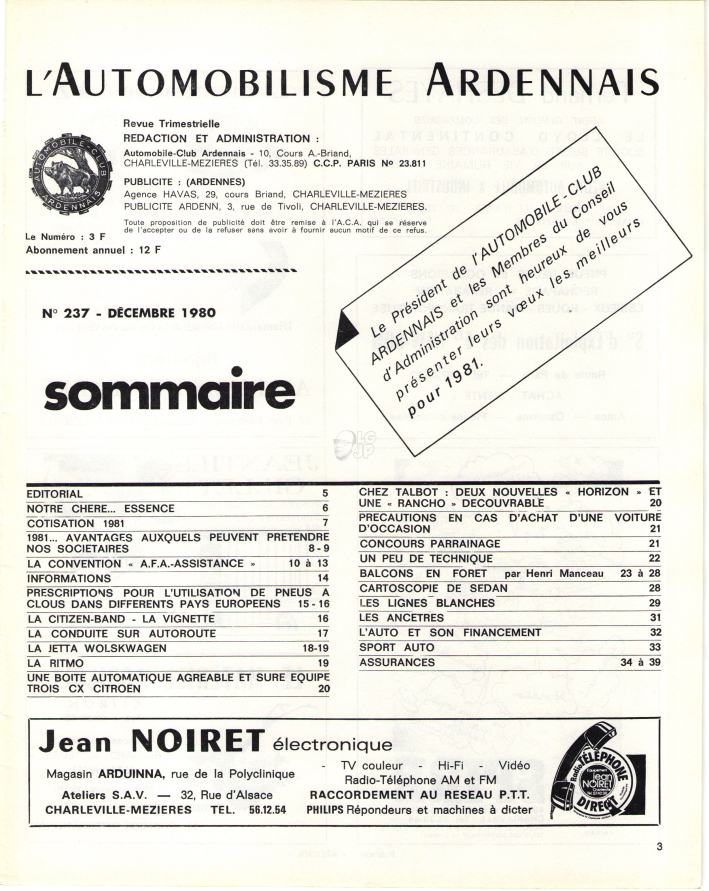 L'AUTOMOBILISME ARDENNAIS
AUTOMOBILE-CLUB
ARDENNAIS
Revue Trimestrielle
REDACTION ET ADMINISTRATION :
Automobile-Club Ardennais - 10, Cours A.-Briand,
CHARLEVILLE-MEZIERES (Tél. 33.35.89) C.C.P. PARIS No 23.811
PUBLICITE : (ARDENNES)
Agence HAVAS, 29, cours Briand, CHARLEVILLE-MEZIERES
PUBLICITE ARDENN, 3, rue de Tivoli, CHARLEVILLE-MEZIERES.
Toute proposition de publicité doit être remise à l'A.C.A. qui se réserve
de l'accepter ou de la refuser sans avoir à fournir aucun motif de ce refus.
Le Numéro : 3 F
Abonnement annuel : 12 F
N° 237 - DÉCEMBRE 1980
sommaire
Le Président de l'AUTOMOBILE-CLUB
ARDENNAIS et les Membres du Conseil
d'Administration sont heureux de vous
présenter leurs vœux les meilleurs
pour 1981.
LG
JP
EDITORIAL 5
NOTRE CHERE... ESSENCE 6
COTISATION 1981 7
1981... AVANTAGES AUXQUELS PEUVENT PRETENDRE
NOS SOCIETAIRES 8 - 9
LA CONVENTION « A.F.A.-ASSISTANCE » 10 à 13
INFORMATIONS 14
PRESCRIPTIONS POUR L'UTILISATION DE PNEUS A
CLOUS DANS DIFFERENTS PAYS EUROPEENS 15 - 16
LA CITIZEN-BAND - LA VIGNETTE 16
LA CONDUITE SUR AUTOROUTE 17
LA JETTA WOLSKWAGEN 18-19
LA RITMO 19
UNE BOITE AUTOMATIQUE AGREABLE ET SURE EQUIPE
TROIS CX CITROEN 20
CHEZ TALBOT : DEUX NOUVELLES « HORIZON » ET
UNE « RANCHO » DECOUVRABLE 20
PRECAUTIONS EN CAS D'ACHAT D'UNE VOITURE
D'OCCASION 21
CONCOURS PARRAINAGE 21
UN PEU DE TECHNIQUE 22
BALCONS EN FORET par Henri Manceau 23 à 28
CARTOSCOPIE DE SEDAN 28
LES LIGNES BLANCHES 29
LES ANCETRES 31
L'AUTO ET SON FINANCEMENT 32
SPORT AUTO 33
ASSURANCES 34 à 39
Jean NOIRET électronique
Magasin ARDUINNA, rue de la Polyclinique
Ateliers S.A.V. — 32, Rue d'Alsace
CHARLEVILLE-MEZIERES TEL. 56.12.54
- TV couleur - Hi-Fi - Vidéo
Radio-Téléphone AM et FM
RACCORDEMENT AU RESEAU P.T.T.
PHILIPS Répondeurs et machines à dicter
Radio TÉLÉPHONE
Jean
NOIRET
DIRECT
3